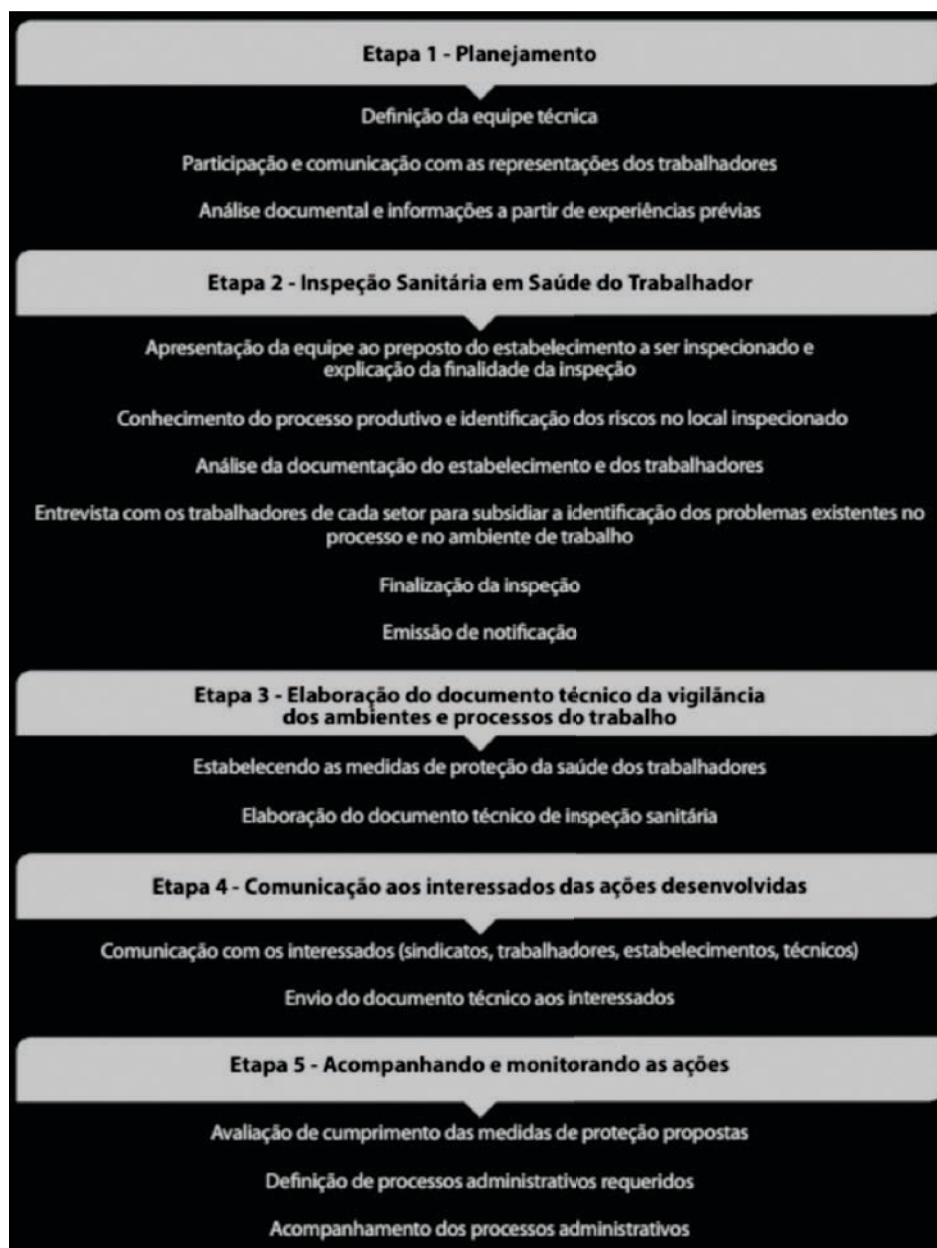 Etapa 1 - Planejamento
Definição da equipe técnica
Participação e comunicação com as representações dos trabalhadores
Análise documental e informações a partir de experiências prévias
Etapa 2 - Inspeção Sanitária em Saúde do Trabalhador
Apresentação da equipe ao preposto do estabelecimento a ser inspecionado e
explicação da finalidade da inspeção
Conhecimento do processo produtivo e identificação dos riscos no local inspecionado
Análise da documentação do estabelecimento e dos trabalhadores
Entrevista com os trabalhadores de cada setor para subsidiar a identificação dos problemas existentes no
processo e no ambiente de trabalho
Finalização da inspeção
Emissão de notificação
Etapa 3 - Elaboração do documento técnico da vigilância
dos ambientes e processos do trabalho
Estabelecendo as medidas de proteção da saúde dos trabalhadores
Elaboração do documento técnico de inspeção sanitária
Etapa 4 - Comunicação aos interessados das ações desenvolvidas
Comunicação com os interessados (sindicatos, trabalhadores, estabelecimentos, técnicos)
Envio do documento técnico aos interessados
Etapa 5 - Acompanhando e monitorando as ações
Avaliação de cumprimento das medidas de proteção propostas
Definição de processos administrativos requeridos
Acompanhamento dos processos administrativos